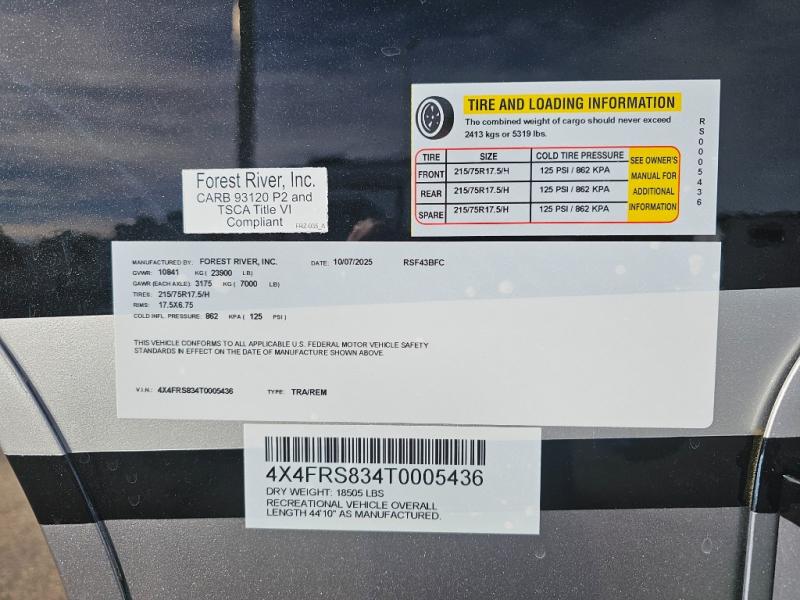 TIRE AND LOADING INFORMATION
The combined weight of cargo should never exceed
2413 kgs or 5319 lbs.
RS0005436
TIRE SIZE COLD TIRE PRESSURE
FRONT 215/75R17.5/H 125 PSI / 862 KPA
REAR 215/75R17.5/H 125 PSI / 862 KPA
SPARE 215/75R17.5/H 125 PSI / 862 KPA
SEE OWNER'S
MANUAL FOR
ADDITIONAL
INFORMATION
Forest River, Inc.
CARB 93120 P2 and
TSCA Title VI
Compliant
MANUFACTURED BY: FOREST RIVER, INC. DATE: 10/07/2025 RSF43BFC
GVWR: 10841 KG ( 23900 LB)
GAWR (EACH AXLE): 3175 KG ( 7000 LB)
TIRES: 215/75R17.5/H
RIMS: 17.5X6.75
COLD INFL. PRESSURE: 862 KPA ( 125 PSI )
THIS VEHICLE CONFORMS TO ALL APPLICABLE U.S. FEDERAL MOTOR VEHICLE SAFETY
STANDARDS IN EFFECT ON THE DATE OF MANUFACTURE SHOWN ABOVE.
V.I.N.: 4X4FRS834T0005436 TYPE: TRA/REM
4X4FRS834T0005436
DRY WEIGHT: 18505 LBS
RECREATIONAL VEHICLE OVERALL
LENGTH 44'10" AS MANUFACTURED.